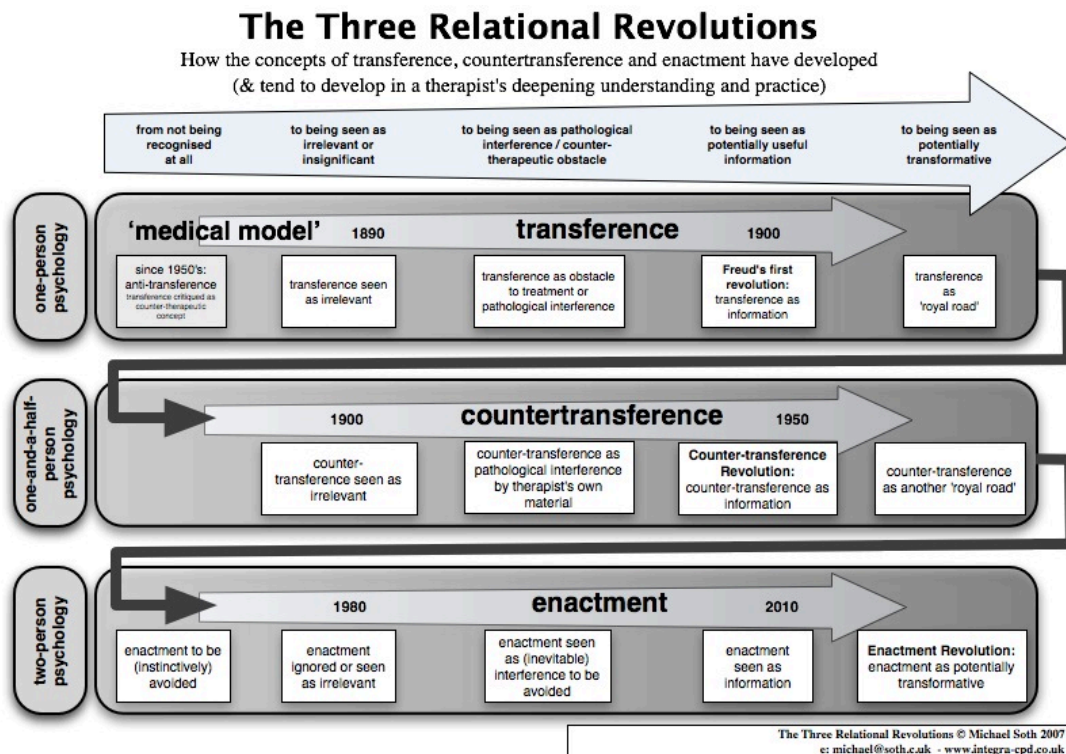 The Three Relational Revolutions
How the concepts of transference, countertransference and enactment have developed
(& tend to develop in a therapist's deepening understanding and practice)
from not being
recognised
at all
to being seen as
irrelevant or
insignificant
to being seen as pathological
interference / counter-
therapeutic obstacle
to being seen as
potentially useful
information
to being seen as
potentially
transformative
one-person
psychology
'medical model'
1890
transference
1900
since 1950's:
anti-transference
transference critiqued as
counter-therapeutic
concept
transference seen
as irrelevant
transference as obstacle
to treatment or
pathological interference
Freud's first
revolution:
transference as
information
transference
as
'royal road'
one-and-a-half-
person
psychology
1900
countertransference
1950
counter-
transference seen as
irrelevant
counter-transference as
pathological interference
by therapist's own
material
Counter-transference
Revolution:
counter-transference as
information
counter-transference
as another 'royal road'
two-person
psychology
1980
enactment
2010
enactment to be
(instinctively)
avoided
enactment
ignored or seen
as irrelevant
enactment seen
as (inevitable)
interference to be
avoided
enactment
seen as
information
Enactment Revolution:
enactment as potentially
transformative
The Three Relational Revolutions © Michael Soth 2007
e: michael@soth.c.uk - www.integra-cpd.co.uk